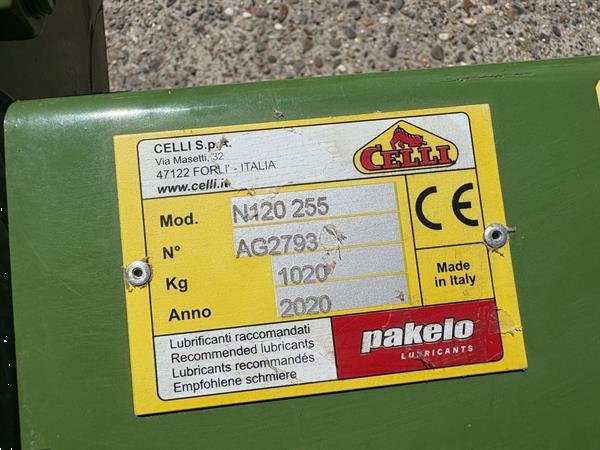 CELLI S.p.A.
Via Masetti, 32
47122 FORLI' - ITALIA
www.celli.it
CELLI
Mod. N120 255
N° AG2793
Kg 1020
Anno 2020
CE
Made
in Italy
Lubrificanti raccomandati
Recommended lubricants
Lubricants recommandés
Empfohlene schmiere
pakelo
LUBRICANTS